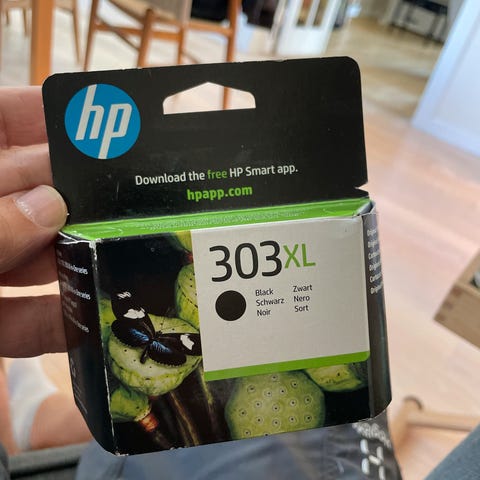 hp
Download the free HP Smart app.
hpapp.com
303XL
Black Zwart
Schwarz Nero
Noir Sort